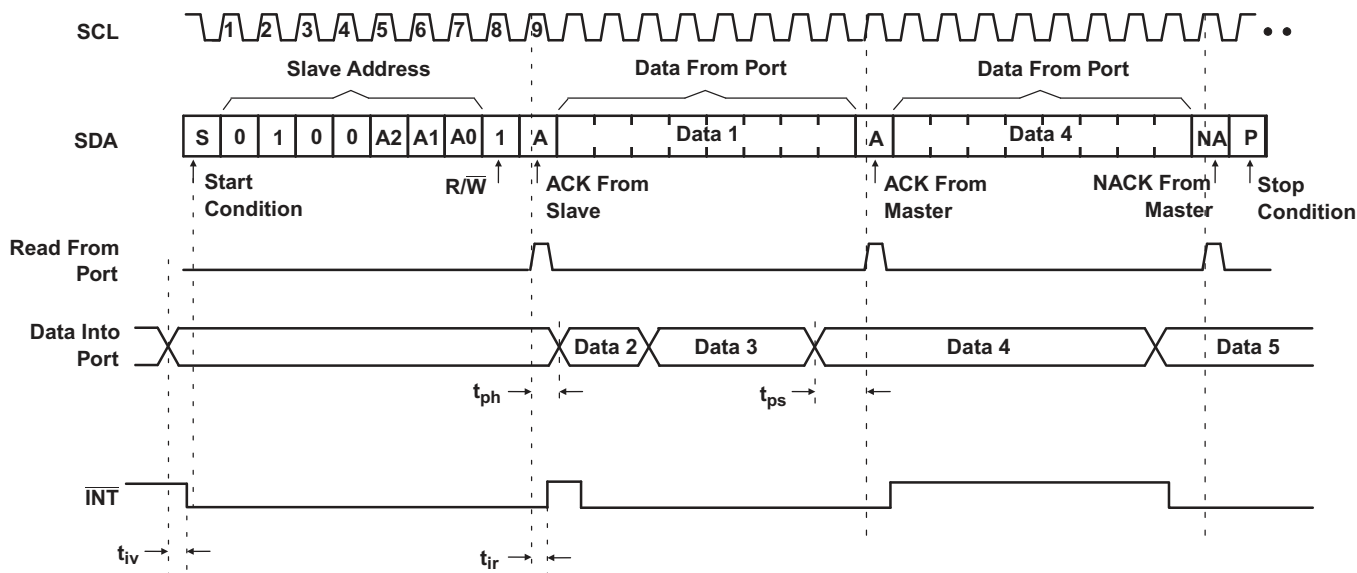 SCL 1 2 3 4 5 6 7 8 9
Slave Address Data From Port Data From Port
SDA S 0 1 0 0 A2 A1 A0 1 A Data 1 A Data 4 NA P
Start
Condition
R/W
ACK From
Slave
ACK From
Master
NACK From
Master
Stop
Condition
Read From
Port
Data Into
Port
Data 2 Data 3 Data 4 Data 5
tph
tps
INT
tiv
tir